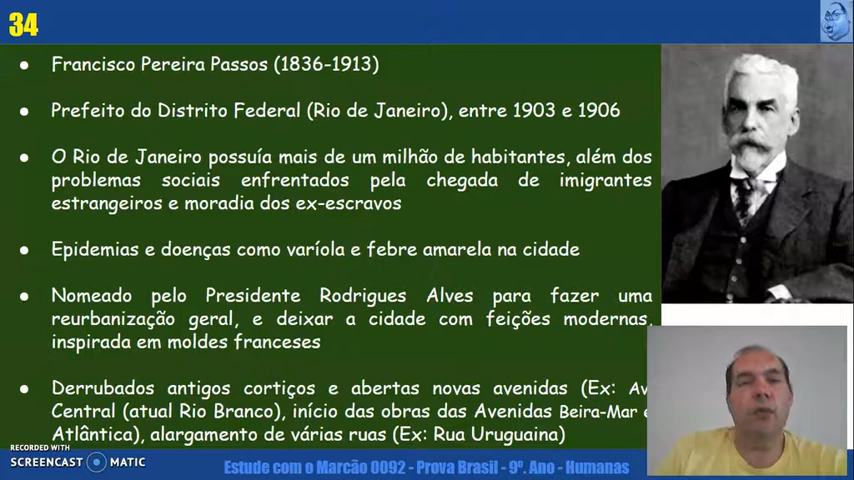 34
Francisco Pereira Passos (1836-1913)
Prefeito do Distrito Federal (Rio de Janeiro), entre 1903 e 1906
O Rio de Janeiro possuía mais de um milhão de habitantes, além dos
problemas sociais enfrentados pela chegada de imigrantes
estrangeiros e moradia dos ex-escravos
Epidemias e doenças como varíola e febre amarela na cidade
Nomeado pelo Presidente Rodrigues Alves para fazer uma
reurbanização geral, e deixar a cidade com feições modernas,
inspirada em moldes franceses
Derrubados antigos cortiços e abertas novas avenidas (Ex: Av
Central (atual Rio Branco), início das obras das Avenidas Beira-Mar e
Atlântica), alargamento de várias ruas (Ex: Rua Uruguaina)
RECORDED WITH
SCREENCAST MATIC
Estude com o Marcão 0092 - Prova Brasil - 9º. Ano - Humanas